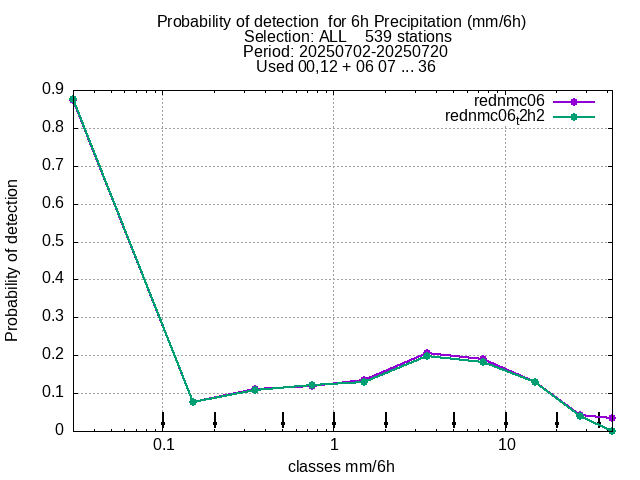 Probability of detection  for 6h Precipitation (mm/6h)
Selection: ALL    539 stations
Period: 20250702-20250720
Used 00,12 + 06 07 ... 36
rednmc06
rednmc06t2h2
0.9
0.8
0.7
0.6
0.5
0.4
0.3
0.2
0.1
0
Probability of detection
0.1 1 10
classes mm/6h